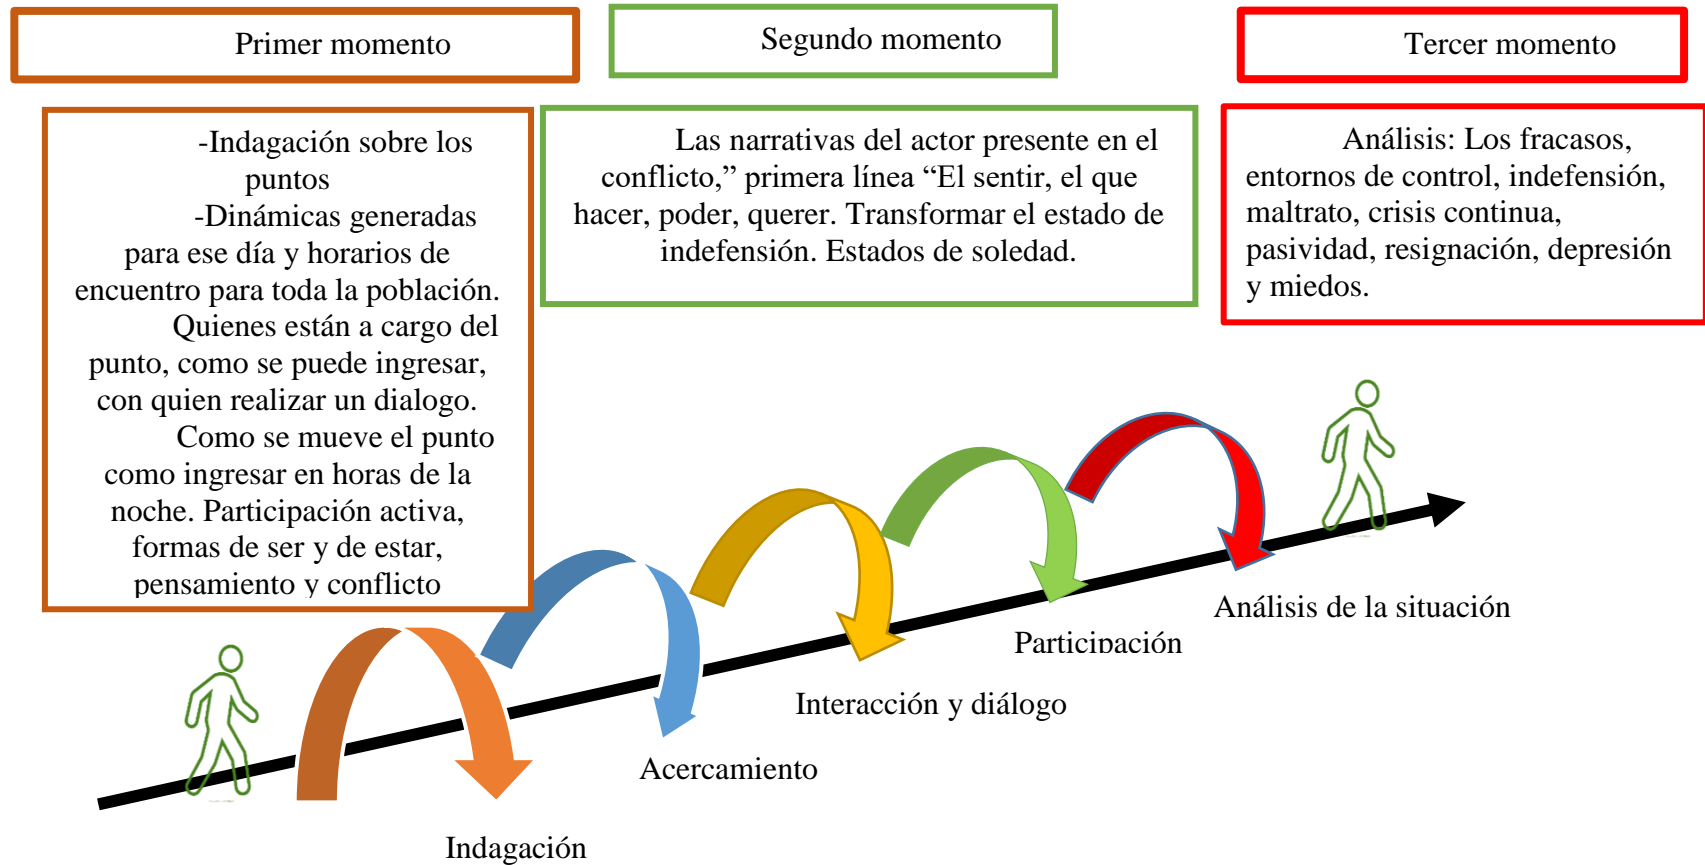 Primer momento
Segundo momento
Tercer momento
-Indagación sobre los
puntos
-Dinámicas generadas
para ese día y horarios de
encuentro para toda la población.
Quienes están a cargo del
punto, como se puede ingresar,
con quien realizar un dialogo.
Como se mueve el punto
como ingresar en horas de la
noche. Participación activa,
formas de ser y de estar,
pensamiento y conflicto
Las narrativas del actor presente en el
conflicto,” primera línea “El sentir, el que
hacer, poder, querer. Transformar el estado de
indefensión. Estados de soledad.
Análisis: Los fracasos,
entornos de control, indefensión,
maltrato, crisis continua,
pasividad, resignación, depresión
y miedos.
Análisis de la situación
Participación
Interacción y diálogo
Acercamiento
Indagación